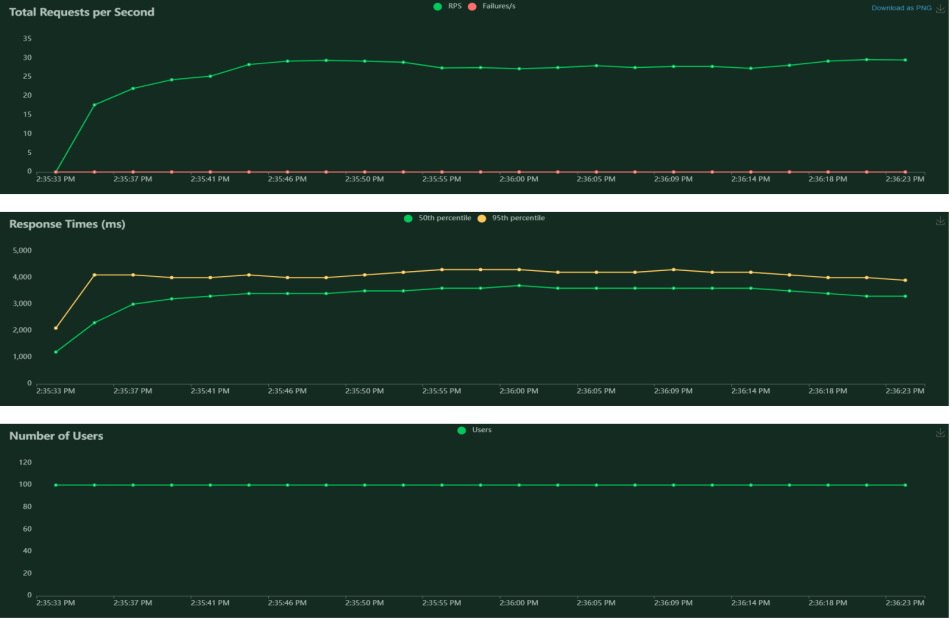 Total Requests per Second
RPS Failures/s
Download as PNG
35
30
25
20
15
10
5
0
2:35:33 PM 2:35:37 PM 2:35:41 PM 2:35:46 PM 2:35:50 PM 2:35:55 PM 2:36:00 PM 2:36:05 PM 2:36:09 PM 2:36:14 PM 2:36:18 PM 2:36:23 PM
Response Times (ms)
50th percentile 95th percentile
5,000
4,000
3,000
2,000
1,000
0
2:35:33 PM 2:35:37 PM 2:35:41 PM 2:35:46 PM 2:35:50 PM 2:35:55 PM 2:36:00 PM 2:36:05 PM 2:36:09 PM 2:36:14 PM 2:36:18 PM 2:36:23 PM
Number of Users
Users
120
100
80
60
40
20
0
2:35:33 PM 2:35:37 PM 2:35:41 PM 2:35:46 PM 2:35:50 PM 2:35:55 PM 2:36:00 PM 2:36:05 PM 2:36:09 PM 2:36:14 PM 2:36:18 PM 2:36:23 PM